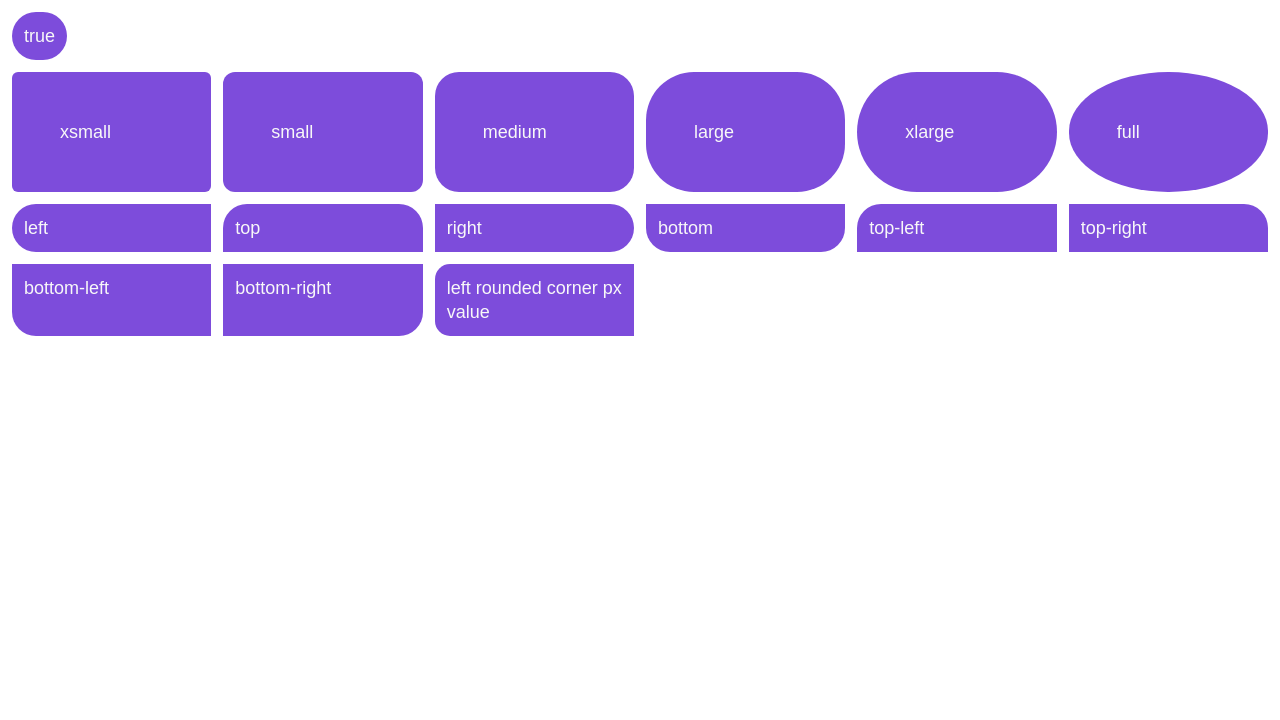 true
xsmall
small
medium
large
xlarge
full
left
top
right
bottom
top-left
top-right
bottom-left
bottom-right
left rounded corner px
value